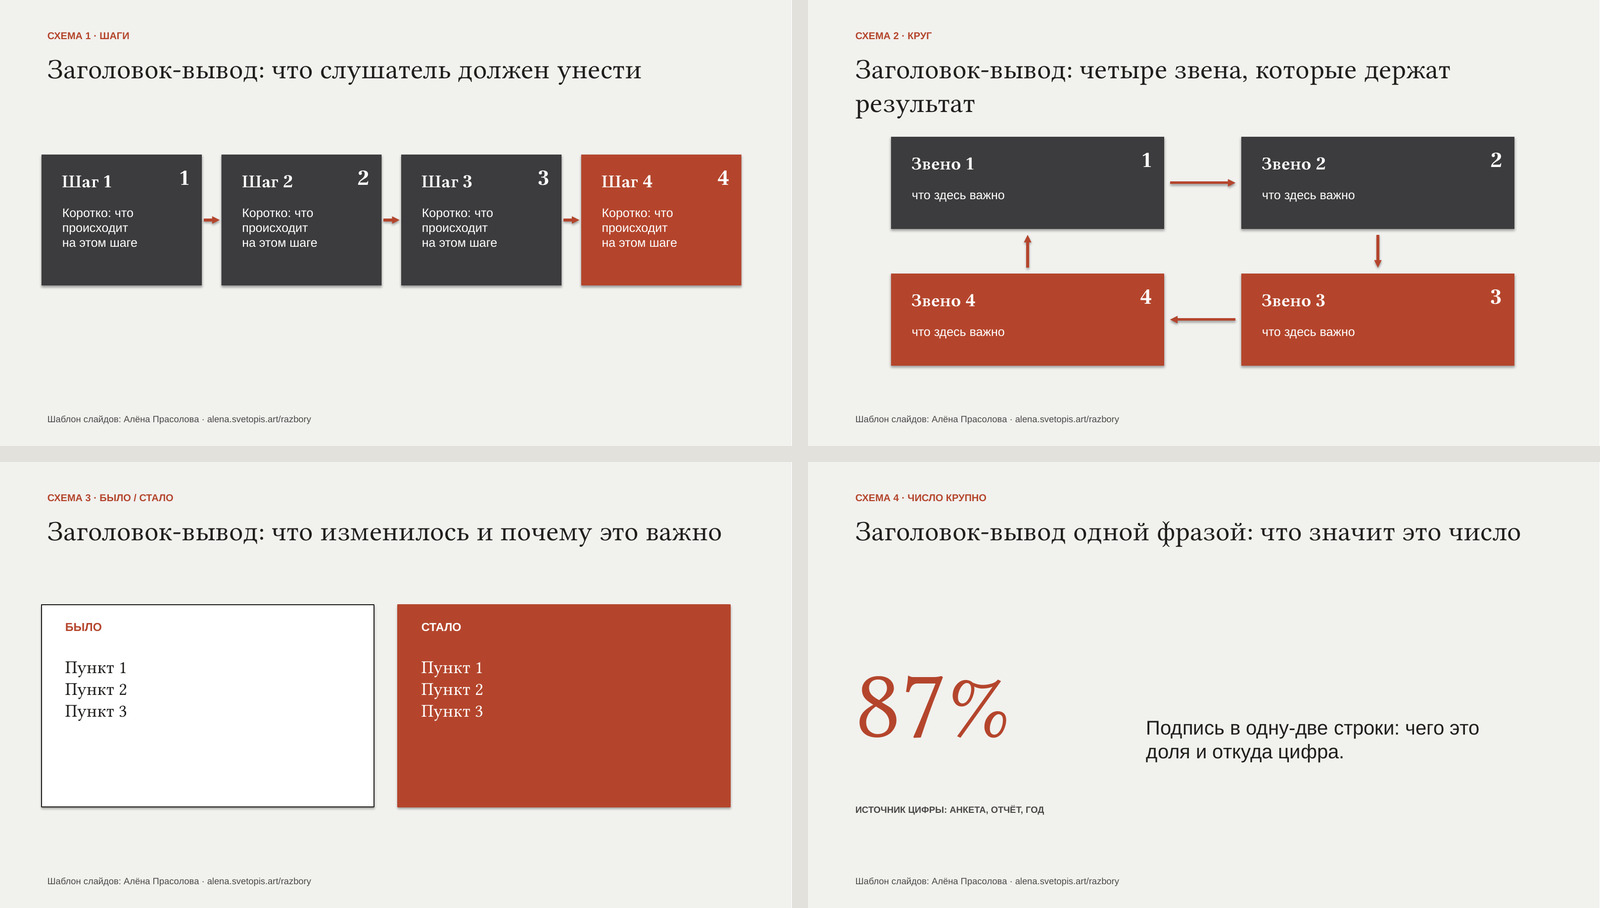 СХЕМА 1 · ШАГИ
Заголовок-вывод: что слушатель должен унести
Шаг 1
1
Коротко: что
происходит
на этом шаге
Шаг 2
2
Коротко: что
происходит
на этом шаге
Шаг 3
3
Коротко: что
происходит
на этом шаге
Шаг 4
4
Коротко: что
происходит
на этом шаге
Шаблон слайдов: Алёна Прасолова · alena.svetopis.art/razbory
СХЕМА 2 · КРУГ
Заголовок-вывод: четыре звена, которые держат
результат
Звено 1
1
что здесь важно
Звено 2
2
что здесь важно
Звено 4
4
что здесь важно
Звено 3
3
что здесь важно
Шаблон слайдов: Алёна Прасолова · alena.svetopis.art/razbory
СХЕМА 3 · БЫЛО / СТАЛО
Заголовок-вывод: что изменилось и почему это важно
БЫЛО
Пункт 1
Пункт 2
Пункт 3
СТАЛО
Пункт 1
Пункт 2
Пункт 3
Шаблон слайдов: Алёна Прасолова · alena.svetopis.art/razbory
СХЕМА 4 · ЧИСЛО КРУПНО
Заголовок-вывод одной фразой: что значит это число
87%
Подпись в одну-две строки: чего это
доля и откуда цифра.
ИСТОЧНИК ЦИФРЫ: АНКЕТА, ОТЧЁТ, ГОД
Шаблон слайдов: Алёна Прасолова · alena.svetopis.art/razbory